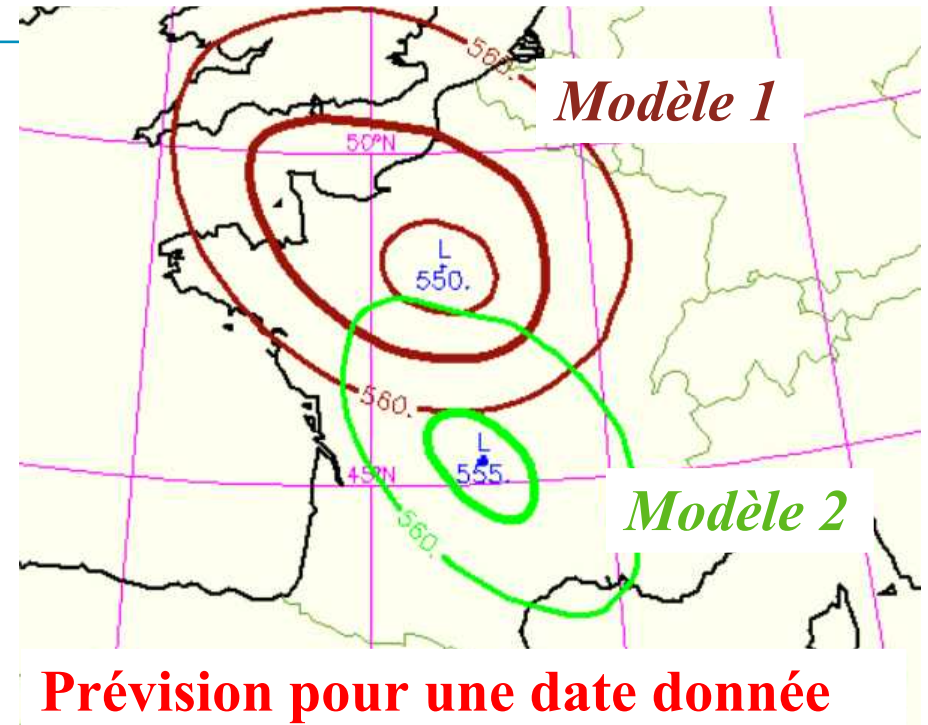 560.
Modèle 1
50°N
L
550.
560.
L
555.
45°N
Modèle 2
560.
Prévision pour une date donnée